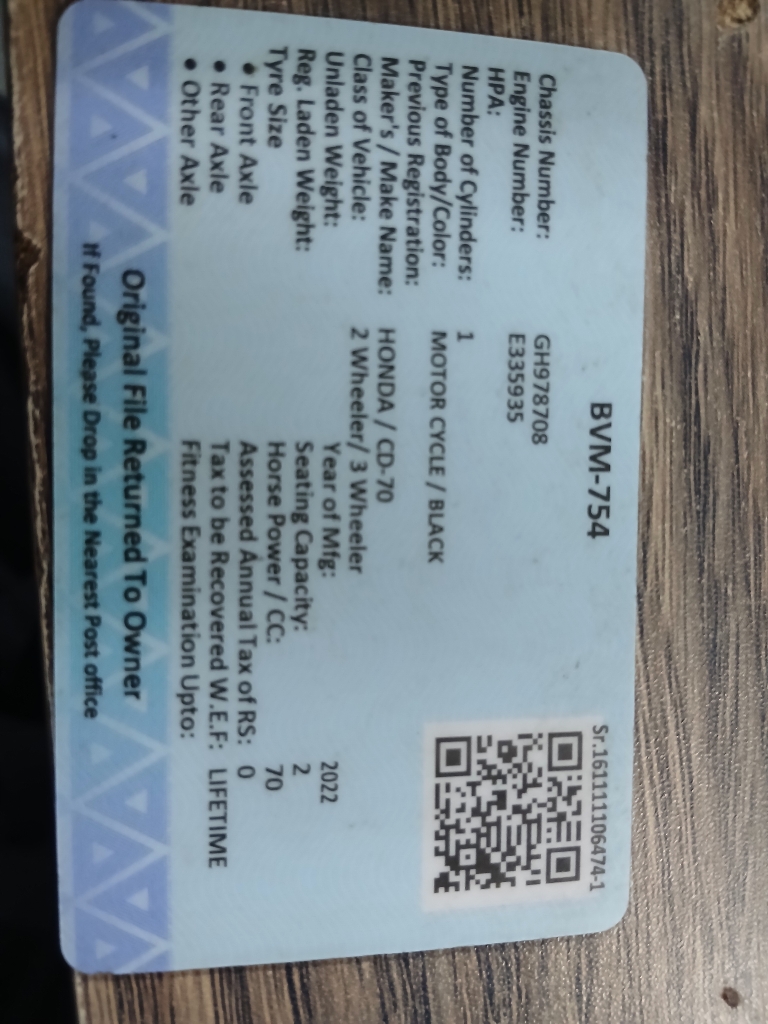 Sr.161111106474-1
BVM-754
Chassis Number: GH978708
Engine Number: E335935
HPA:
Number of Cylinders: 1
Type of Body/Color: MOTOR CYCLE / BLACK
Previous Registration:
Maker's / Make Name: HONDA / CD-70
Class of Vehicle: 2 Wheeler/ 3 Wheeler
Unladen Weight: Year of Mfg: 2022
Reg. Laden Weight: Seating Capacity: 2
Tyre Size Horse Power / CC: 70
• Front Axle Assessed Annual Tax of RS: 0
• Rear Axle Tax to be Recovered W.E.F: LIFETIME
• Other Axle Fitness Examination Upto:
Original File Returned To Owner
If Found, Please Drop in the Nearest Post office